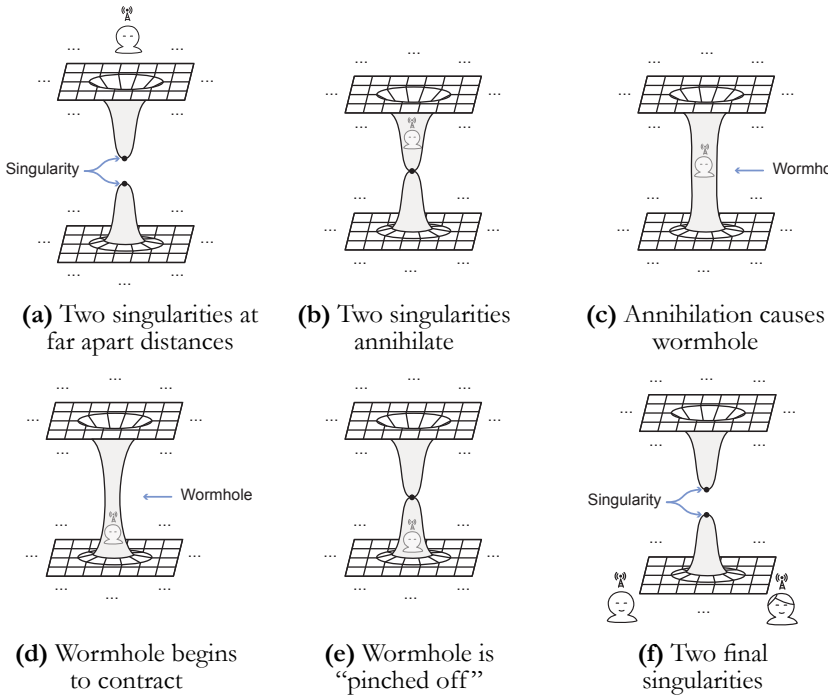 Singularity
(a) Two singularities at
far apart distances
(b) Two singularities
annihilate
Wormho
(c) Annihilation causes
wormhole
Wormhole
(d) Wormhole begins
to contract
(e) Wormhole is
“pinched off”
Singularity
(f) Two final
singularities